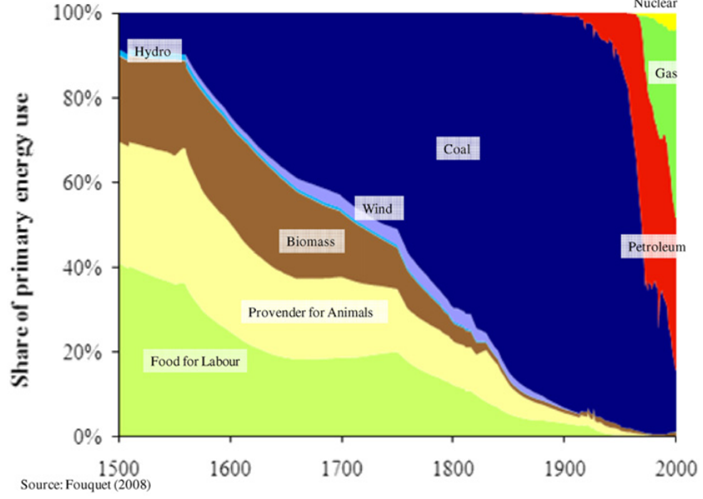 Nuclear
100%
Hydro
Gas
80%
Coal
60%
Wind
Biomass
Petroleum
40%
Provender for Animals
20%
Food for Labour
0%
Share of primary energy use
1500 1600 1700 1800 1900 2000
Source: Fouquet (2008)